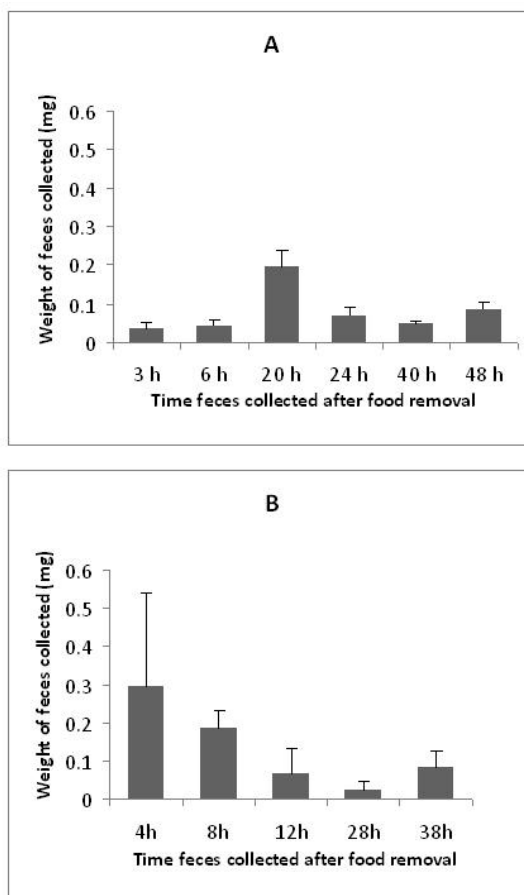 A
Weight of feces collected (mg)
0.6
0.5
0.4
0.3
0.2
0.1
0
3 h 6 h 20 h 24 h 40 h 48 h
Time feces collected after food removal
B
Weight of feces collected (mg)
0.6
0.5
0.4
0.3
0.2
0.1
0
4h 8h 12h 28h 38h
Time feces collected after food removal